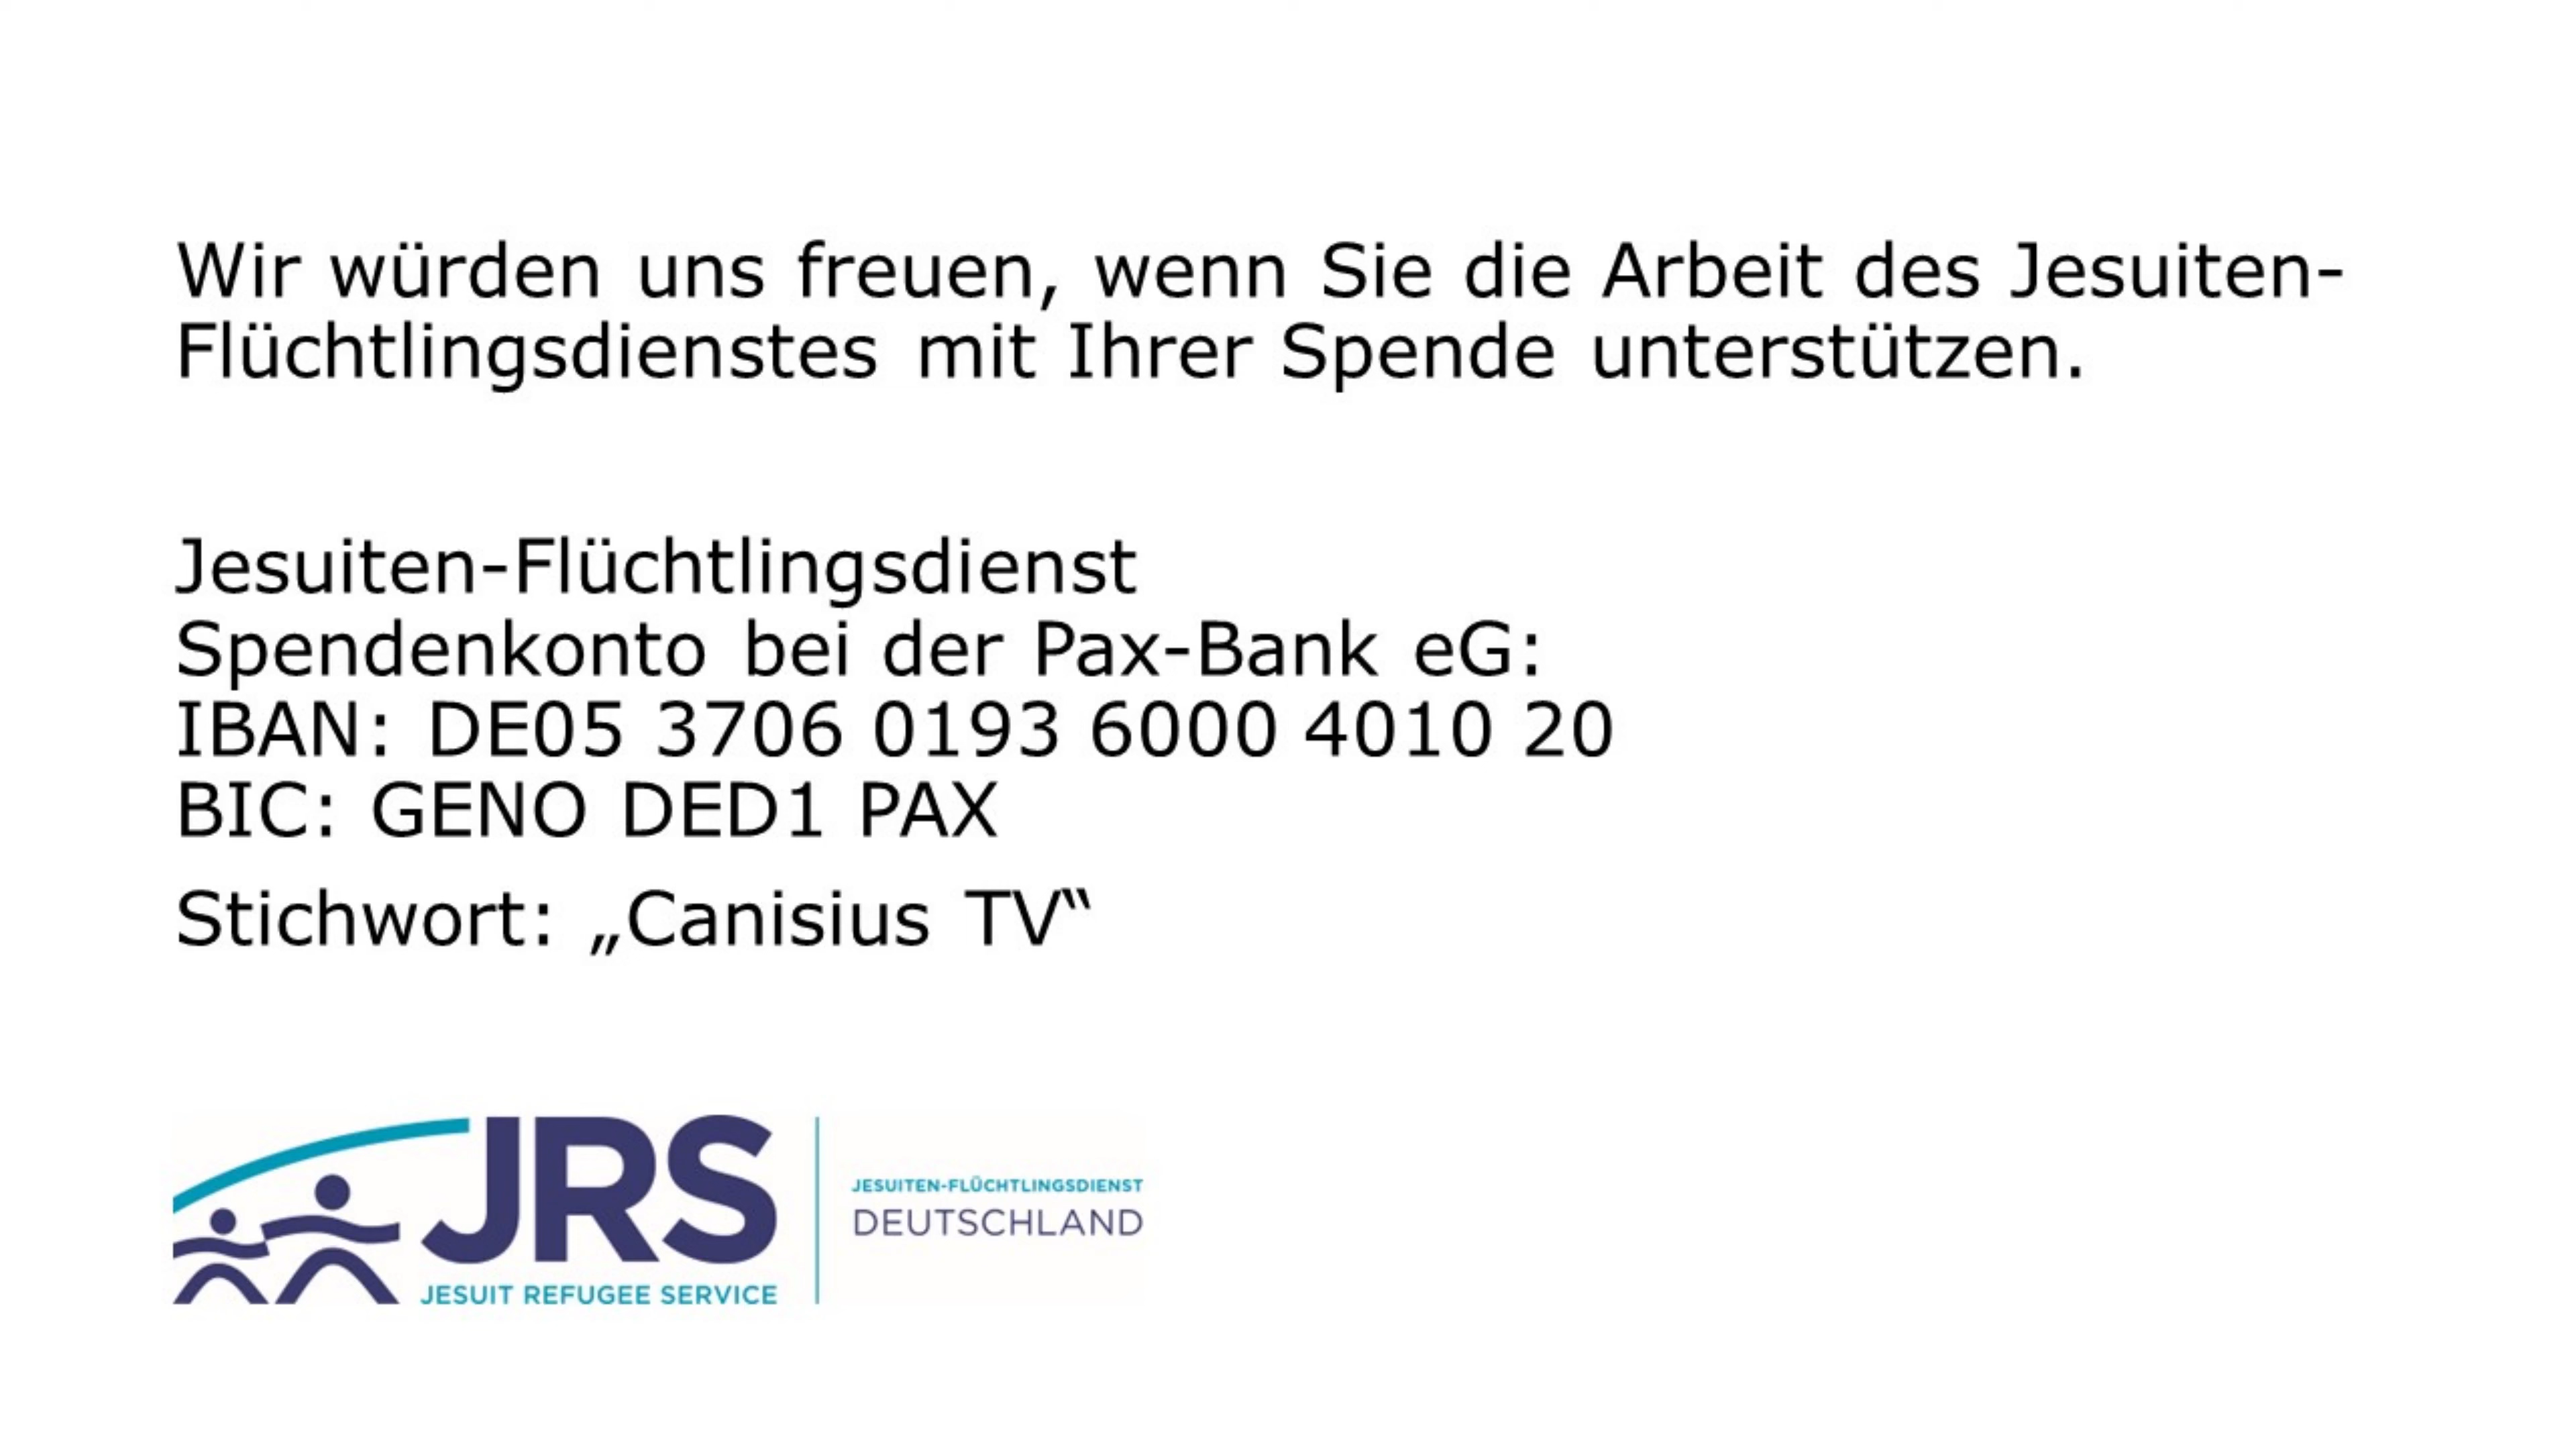 Wir würden uns freuen, wenn Sie die Arbeit des Jesuiten-
Flüchtlingsdienstes mit Ihrer Spende unterstützen.
Jesuiten-Flüchtlingsdienst
Spendenkonto bei der Pax-Bank eG:
IBAN: DE05 3706 0193 6000 4010 20
BIC: GENO DED1 PAX
Stichwort: „Canisius TV“
JRS
JESUIT REFUGEE SERVICE
JESUITEN-FLÜCHTLINGSDIENST
DEUTSCHLAND